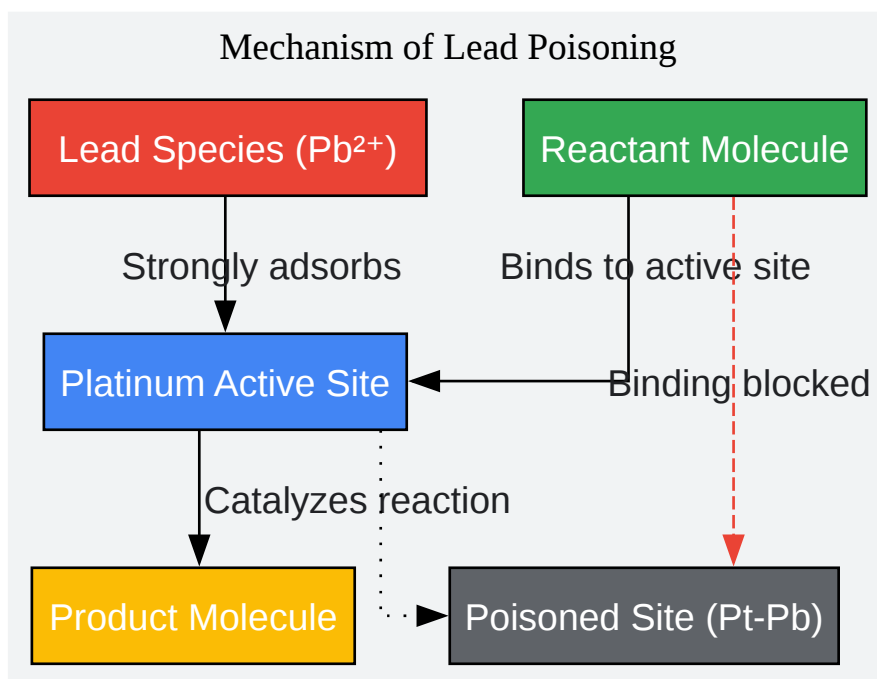 Mechanism of Lead Poisoning
Lead Species (Pb²⁺)
Reactant Molecule
Strongly adsorbs
Binds to active site
Platinum Active Site
Binding blocked
Catalyzes reaction
Product Molecule
Poisoned Site (Pt-Pb)